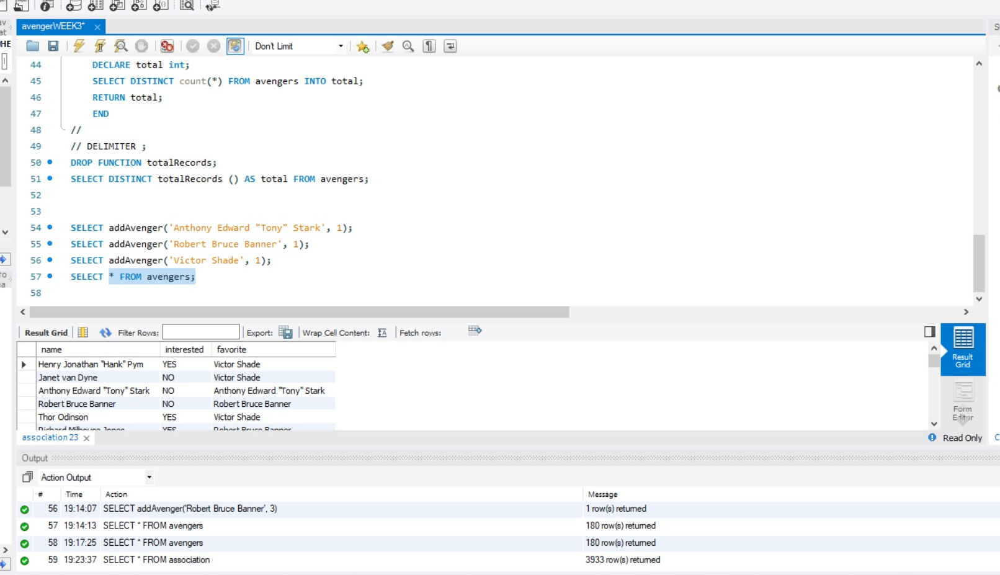 avengerWEEK3*
Don't Limit
44 DECLARE total int;
45 SELECT DISTINCT count(*) FROM avengers INTO total;
46 RETURN total;
47 END
48 //
49 // DELIMITER ;
50 DROP FUNCTION totalRecords;
51 SELECT DISTINCT totalRecords () AS total FROM avengers;
52
53
54 SELECT addAvenger('Anthony Edward "Tony" Stark', 1);
55 SELECT addAvenger('Robert Bruce Banner', 1);
56 SELECT addAvenger('Victor Shade', 1);
57 SELECT * FROM avengers;
58
Result Grid Filter Rows: Export: Wrap Cell Content: Fetch rows:
name interested favorite
Henry Jonathan "Hank" Pym YES Victor Shade
Janet van Dyne NO Victor Shade
Anthony Edward "Tony" Stark NO Anthony Edward "Tony" Stark
Robert Bruce Banner NO Robert Bruce Banner
Thor Odinson YES Victor Shade
Richard Milhouse Jones YES Robert Bruce Banner
Result
Grid
Form
Editor
association 23
Read Only
Output
Action Output
# Time Action Message
56 19:14:07 SELECT addAvenger('Robert Bruce Banner', 3) 1 row(s) returned
57 19:14:13 SELECT * FROM avengers 180 row(s) returned
58 19:17:25 SELECT * FROM avengers 180 row(s) returned
59 19:23:37 SELECT * FROM association 3933 row(s) returned